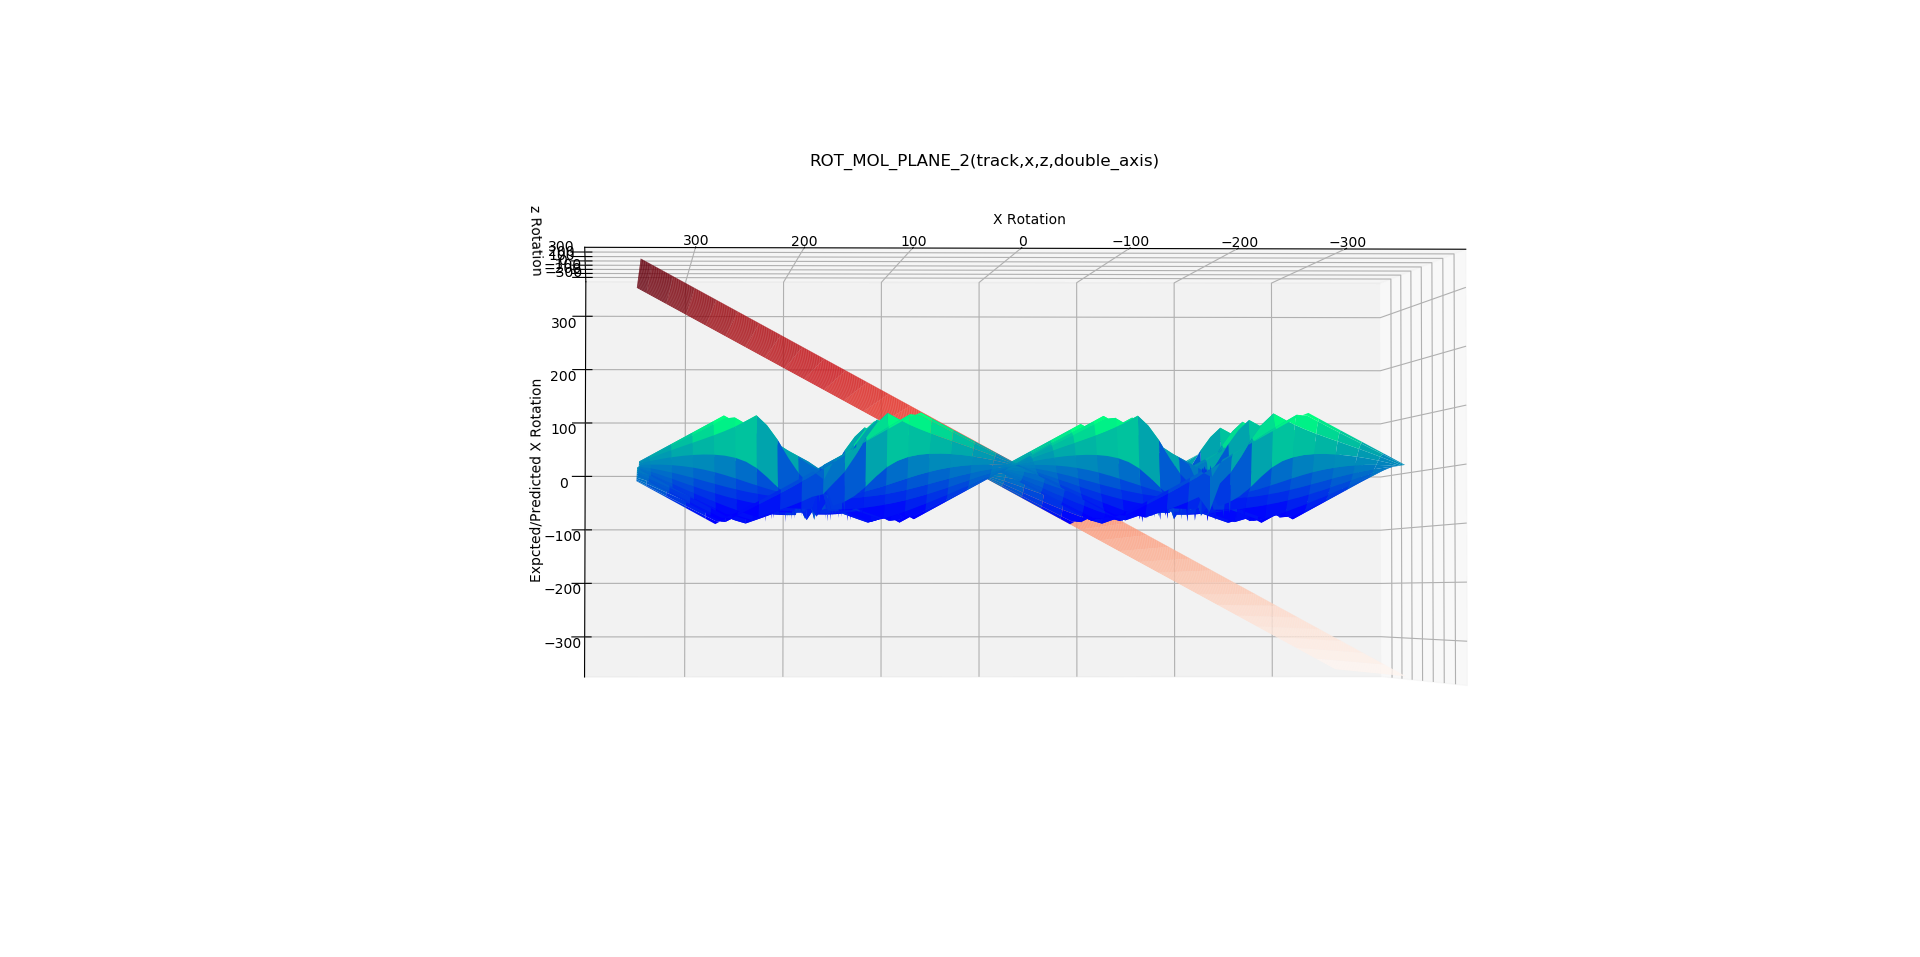 ROT_MOL_PLANE_2(track,x,z,double_axis)
X Rotation
300 200 100 0 −100 −200 −300
z Rotation
300
Expcted/Predicted X Rotation
300
200
100
0
−100
−200
−300